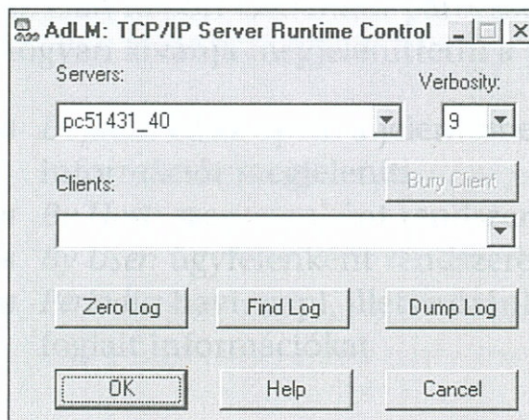 AdLM: TCP/IP Server Runtime Control
Servers:
Verbosity:
pc51431_40
9
Clients:
Bury Client
Zero Log
Find Log
Dump Log
OK
Help
Cancel